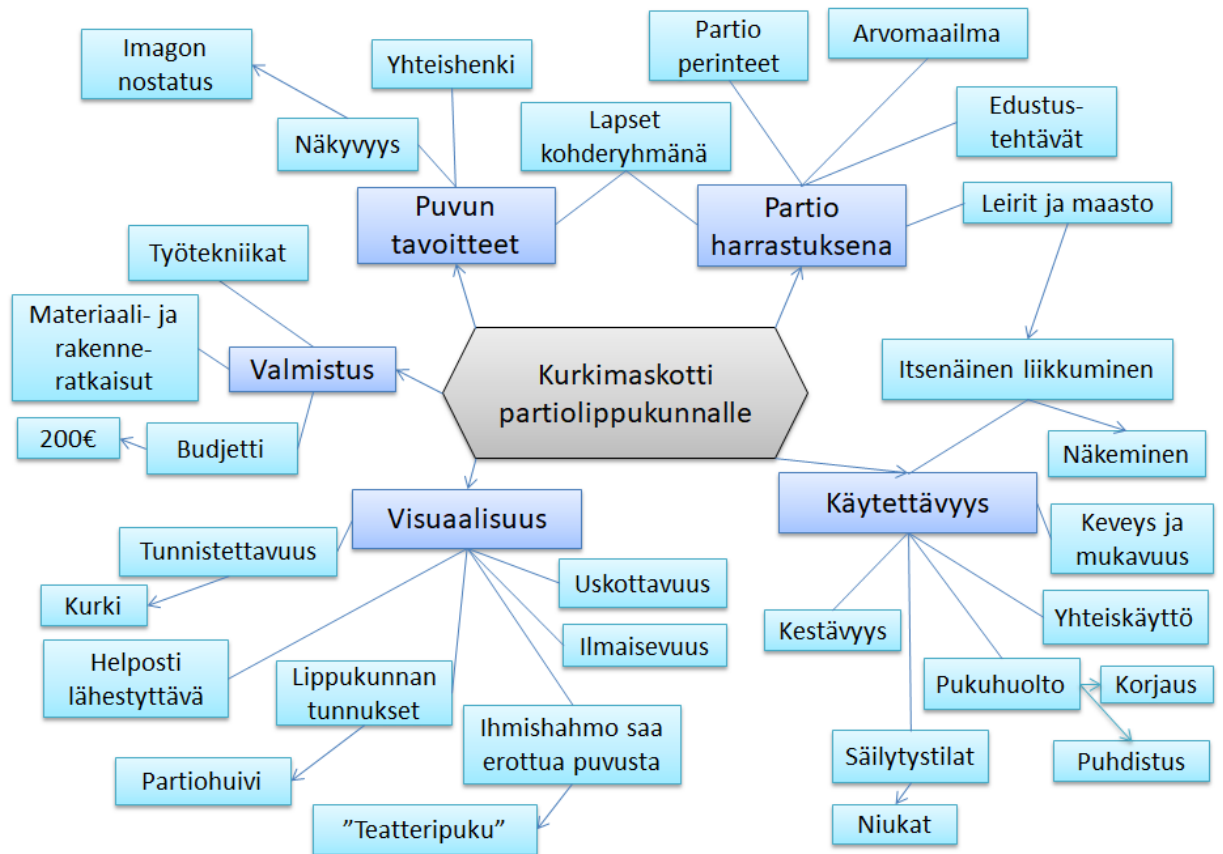 Imagon
nostatus
Yhteishenki
Näkyvyys
Puvun
tavoitteet
Lapset
kohderyhmänä
Partio
perinteet
Arvomaailma
Edustus-
tehtävät
Partio
harrastuksena
Leirit ja maasto
Työtekniikat
Materiaali- ja
rakenne-
ratkaisut
Valmistus
200€
Budjetti
Kurkimaskotti
partiolippukunnalle
Itsenäinen liikkuminen
Näkeminen
Käytettävyys
Keveys ja
mukavuus
Yhteiskäyttö
Kestävyys
Pukuhuolto
Korjaus
Puhdistus
Säilytystilat
Niukat
Visuaalisuus
Tunnistettavuus
Kurki
Helposti
lähestyttävä
Lippukunnan
tunnukset
Partiohuivi
Uskottavuus
Ilmaisevuus
Ihmishahmo saa
erottua puvusta
”Teatteripuku”